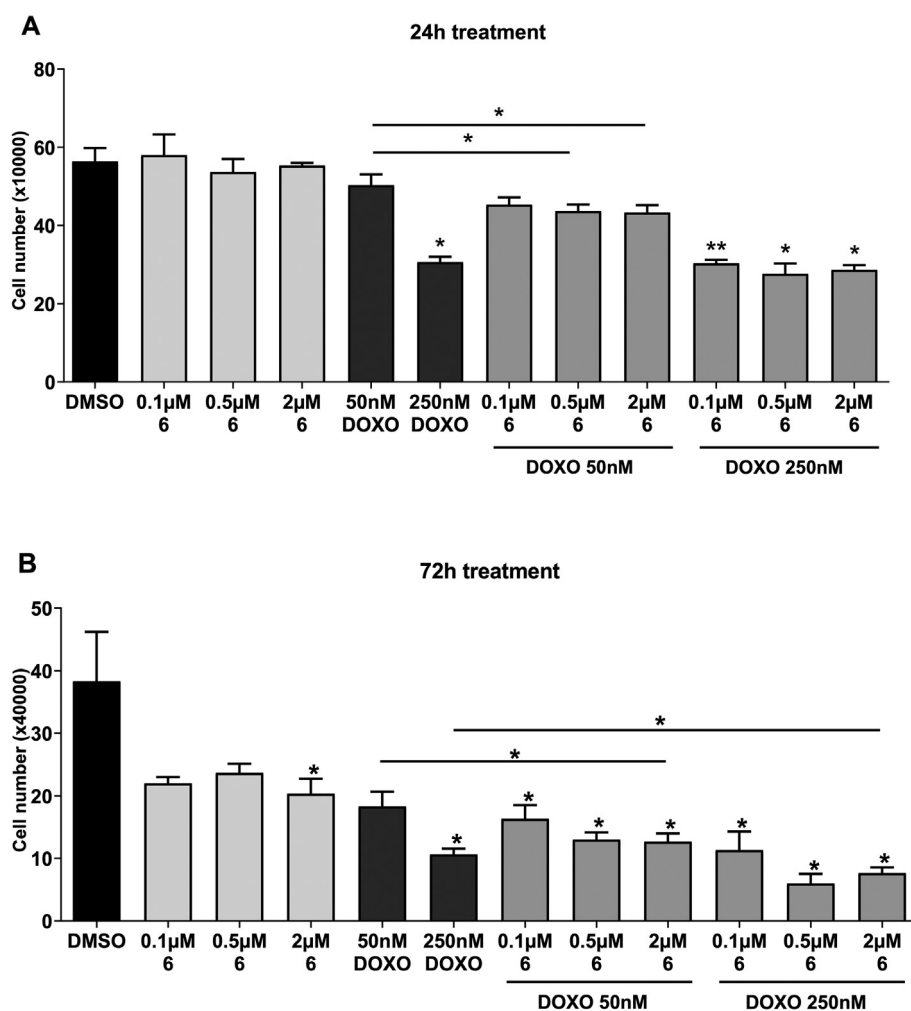 A
24h treatment
Cell number (x10000)
80
60
40
20
0
*
*
*
**
*
*
DMSO 0.1µM 0.5µM 2µM 50nM 250nM 0.1µM 0.5µM 2µM 0.1µM 0.5µM 2µM
6 6 6 DOXO DOXO 6 6 6 6 6 6
DOXO 50nM DOXO 250nM
B
72h treatment
Cell number (x40000)
50
40
30
20
10
0
*
*
*
*
*
*
*
*
*
*
DMSO 0.1µM 0.5µM 2µM 50nM 250nM 0.1µM 0.5µM 2µM 0.1µM 0.5µM 2µM
6 6 6 DOXO DOXO 6 6 6 6 6 6
DOXO 50nM DOXO 250nM